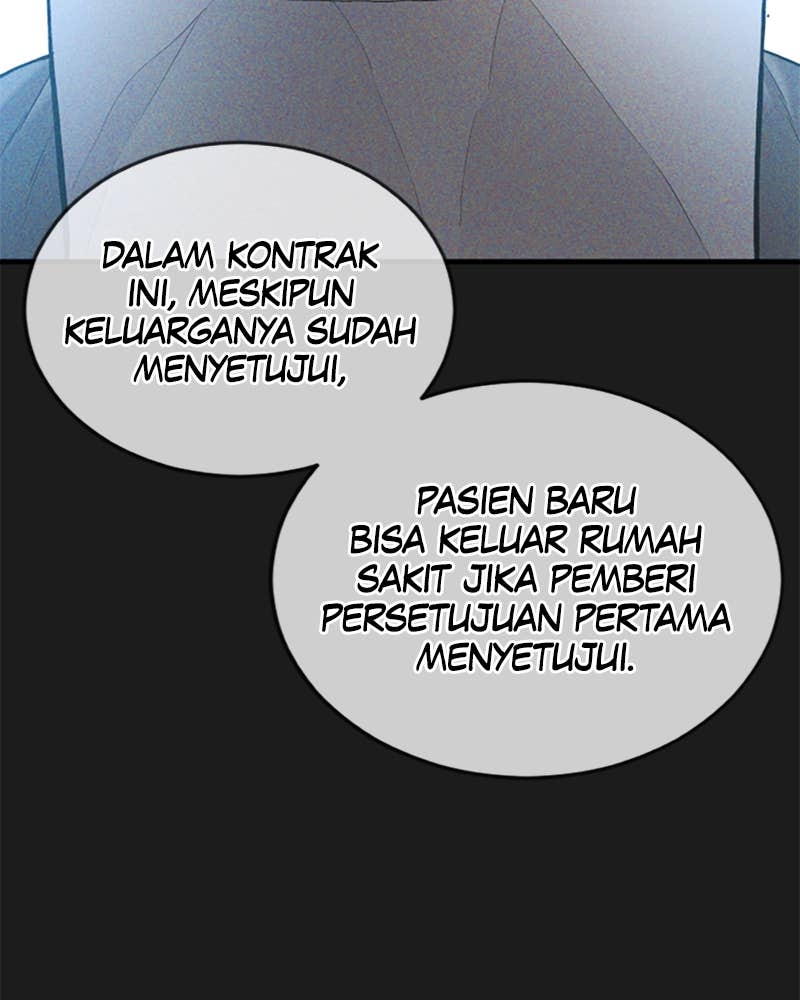 DALAM KONTRAK
INI, MESKIPUN
KELUARGANYA SUDAH
MENYETUJUI,
PASIEN BARU
BISA KELUAR RUMAH
SAKIT JIKA PEMBERI
PERSETUJUAN PERTAMA
MENYETUJUI.